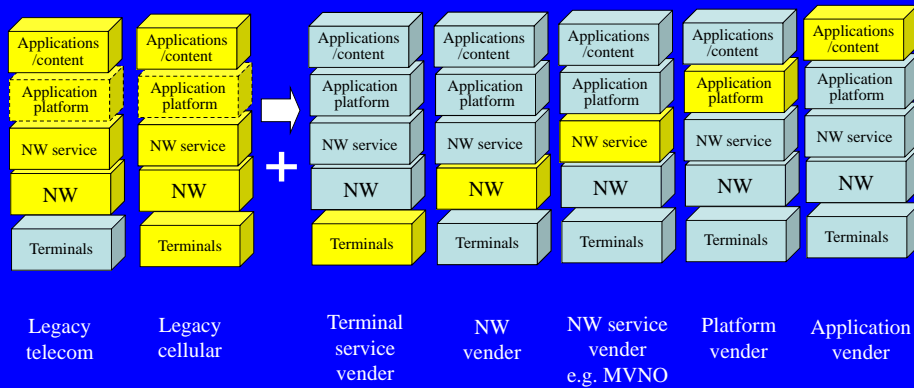 Applications
/content
Application
platform
NW service
NW
Terminals
Legacy
telecom
Applications
/content
Application
platform
NW service
NW
Terminals
Legacy
cellular
+
Applications
/content
Application
platform
NW service
NW
Terminals
Terminal
service
vender
Applications
/content
Application
platform
NW service
NW
Terminals
NW
vender
Applications
/content
Application
platform
NW service
NW
Terminals
NW service
vender
e.g. MVNO
Applications
/content
Application
platform
NW service
NW
Terminals
Platform
vender
Applications
/content
Application
platform
NW service
NW
Terminals
Application
vender